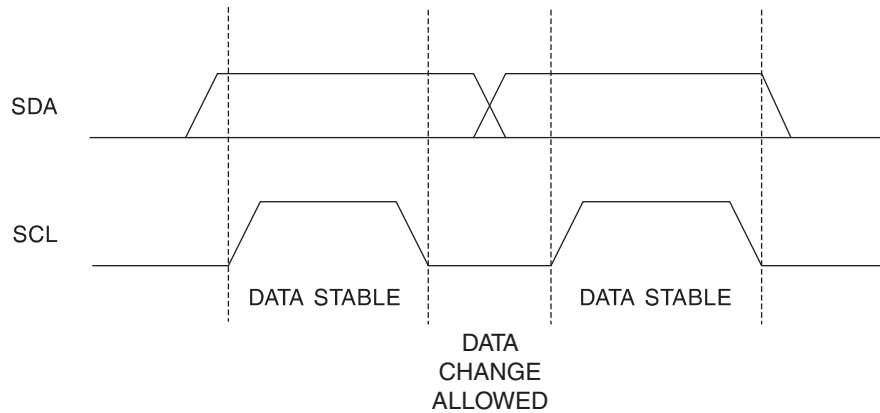 SDA
SCL
DATA STABLE
DATA STABLE
DATA
CHANGE
ALLOWED